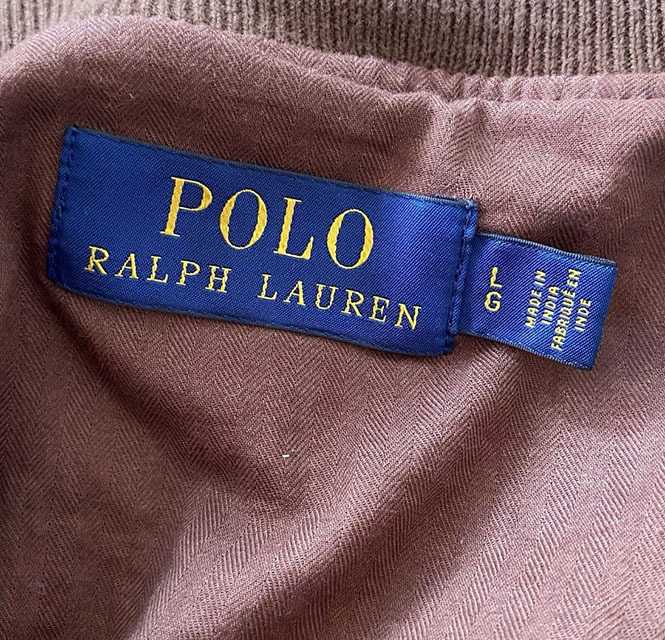 POLO
RALPH LAUREN
L
G
MADE IN
INDIA
FABRIQUÉ EN
INDE